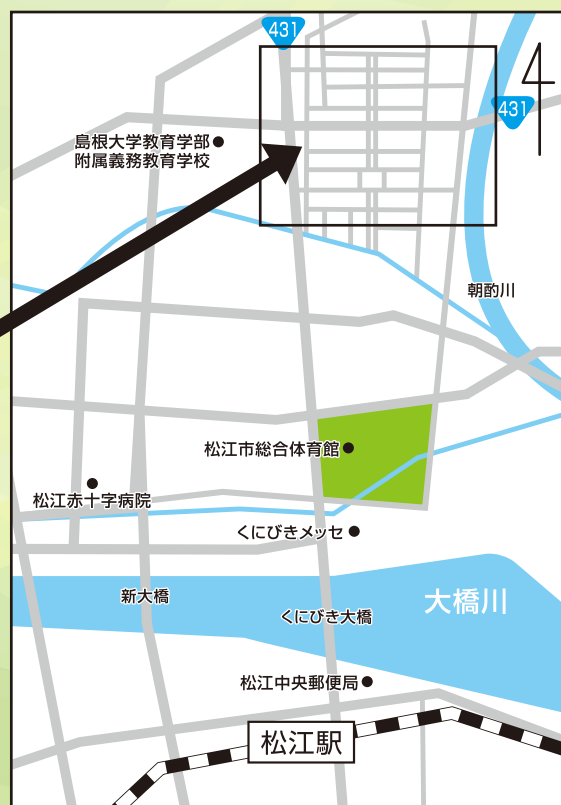 431
431
島根大学教育学部
附属義務教育学校
朝酌川
松江市総合体育館
松江赤十字病院
くにびきメッセ
新大橋
くにびき大橋
大橋川
松江中央郵便局
松江駅